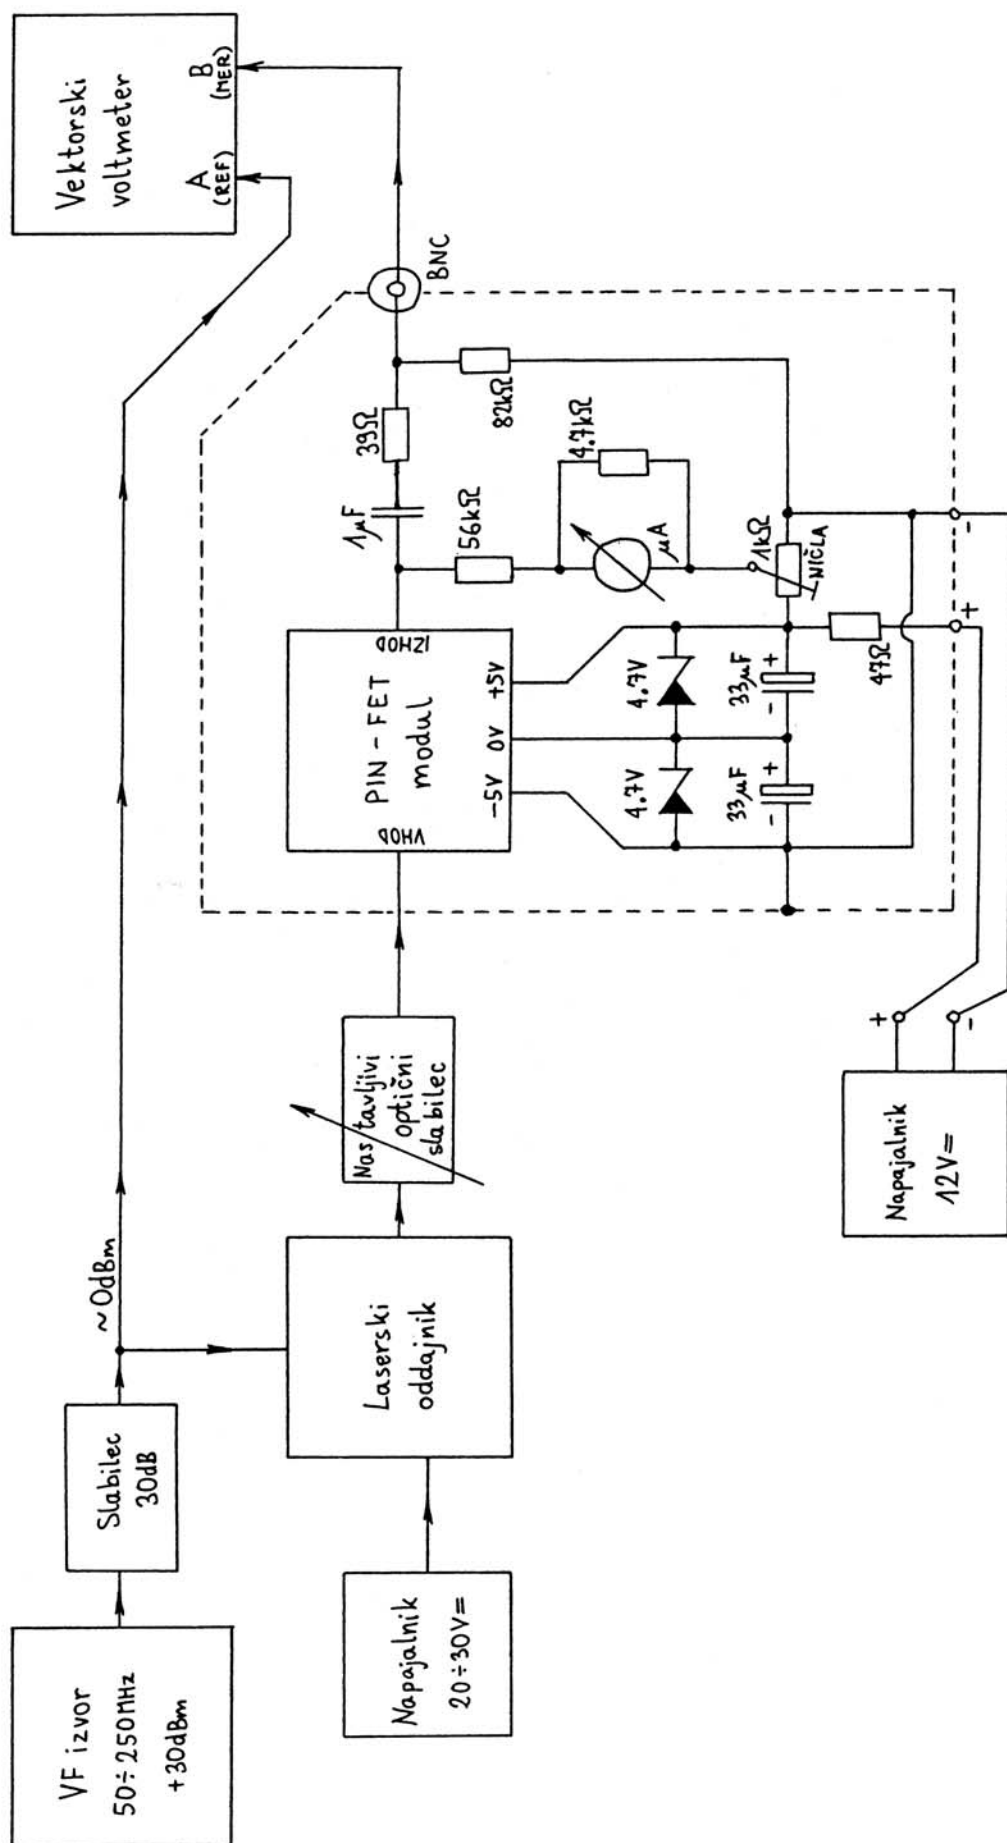 VF izvor
50÷250MHz
+30dBm
Slabilec
30dB
~0dBm
Vektorski
voltmeter
A
(REF)
B
(MER)
Napajalnik
20÷30V=
Laserski
oddajnik
Nastavljivi
optični
slabilec
VHOD
PIN-FET
modul
IZHOD
-5V
0V
+5V
1μF
39Ω
BNC
56kΩ
82kΩ
μA
4.7kΩ
4.7V
4.7V
1kΩ
NIČLA
33μF
-
+
33μF
-
+
47Ω
+
-
Napajalnik
12V=
+
-